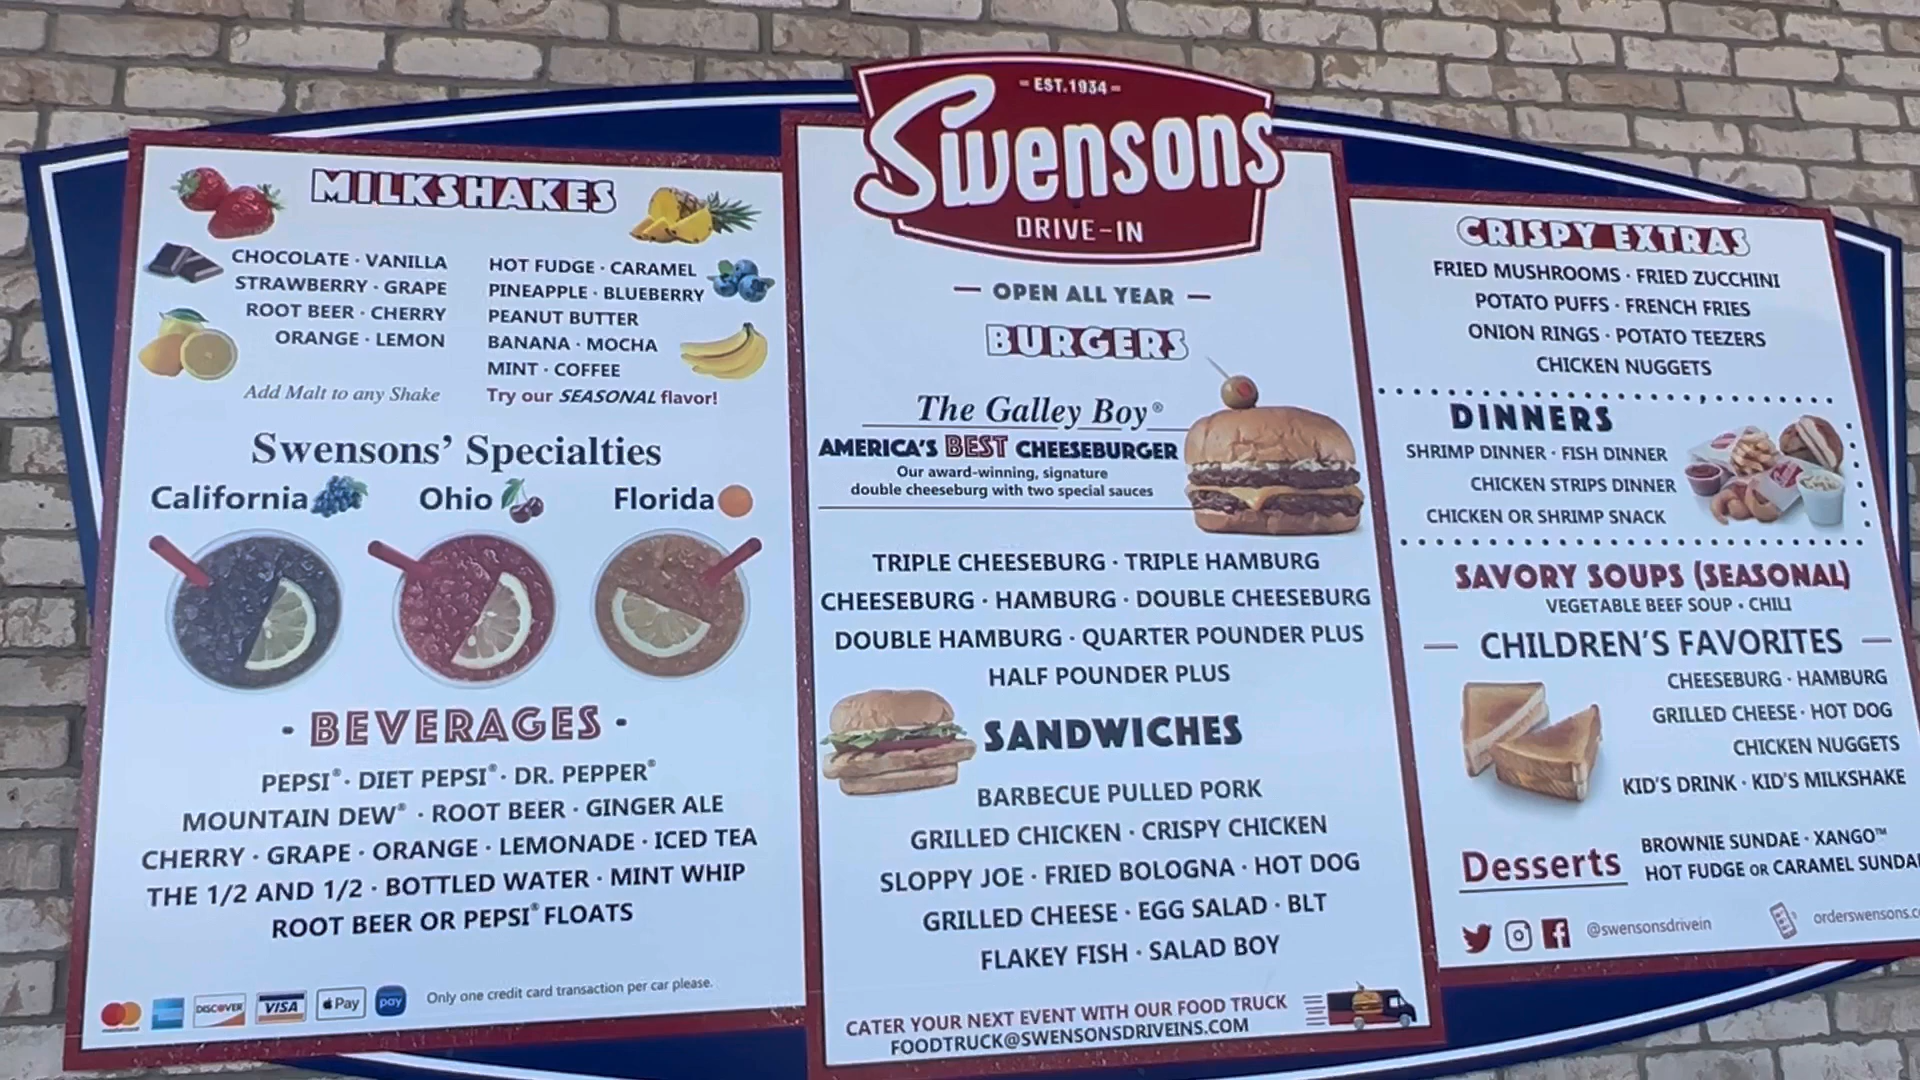 MILKSHAKES
CHOCOLATE · VANILLA
STRAWBERRY · GRAPE
ROOT BEER · CHERRY
ORANGE · LEMON
Add Malt to any Shake
HOT FUDGE · CARAMEL
PINEAPPLE · BLUEBERRY
PEANUT BUTTER
BANANA · MOCHA
MINT · COFFEE
Try our SEASONAL flavor!
Swensons' Specialties
California
Ohio
Florida
· BEVERAGES ·
PEPSI® · DIET PEPSI® · DR. PEPPER®
MOUNTAIN DEW® · ROOT BEER · GINGER ALE
CHERRY · GRAPE · ORANGE · LEMONADE · ICED TEA
THE 1/2 AND 1/2 · BOTTLED WATER · MINT WHIP
ROOT BEER OR PEPSI® FLOATS
DISCOVER
VISA
Pay
pay
Only one credit card transaction per car please.
EST. 1934
Swensons
DRIVE-IN
— OPEN ALL YEAR —
BURGERS
The Galley Boy®
AMERICA'S BEST CHEESEBURGER
Our award-winning, signature
double cheeseburg with two special sauces
TRIPLE CHEESEBURG · TRIPLE HAMBURG
CHEESEBURG · HAMBURG · DOUBLE CHEESEBURG
DOUBLE HAMBURG · QUARTER POUNDER PLUS
HALF POUNDER PLUS
SANDWICHES
BARBECUE PULLED PORK
GRILLED CHICKEN · CRISPY CHICKEN
SLOPPY JOE · FRIED BOLOGNA · HOT DOG
GRILLED CHEESE · EGG SALAD · BLT
FLAKEY FISH · SALAD BOY
CATER YOUR NEXT EVENT WITH OUR FOOD TRUCK
FOODTRUCK@SWENSONSDRIVEINS.COM
CRISPY EXTRAS
FRIED MUSHROOMS · FRIED ZUCCHINI
POTATO PUFFS · FRENCH FRIES
ONION RINGS · POTATO TEEZERS
CHICKEN NUGGETS
DINNERS
SHRIMP DINNER · FISH DINNER
CHICKEN STRIPS DINNER
CHICKEN OR SHRIMP SNACK
SAVORY SOUPS (SEASONAL)
VEGETABLE BEEF SOUP · CHILI
— CHILDREN'S FAVORITES —
CHEESEBURG · HAMBURG
GRILLED CHEESE · HOT DOG
CHICKEN NUGGETS
KID'S DRINK · KID'S MILKSHAKE
Desserts
BROWNIE SUNDAE · XANGO™
HOT FUDGE OR CARAMEL SUNDA
@swensonsdrivein
orderswensons.c